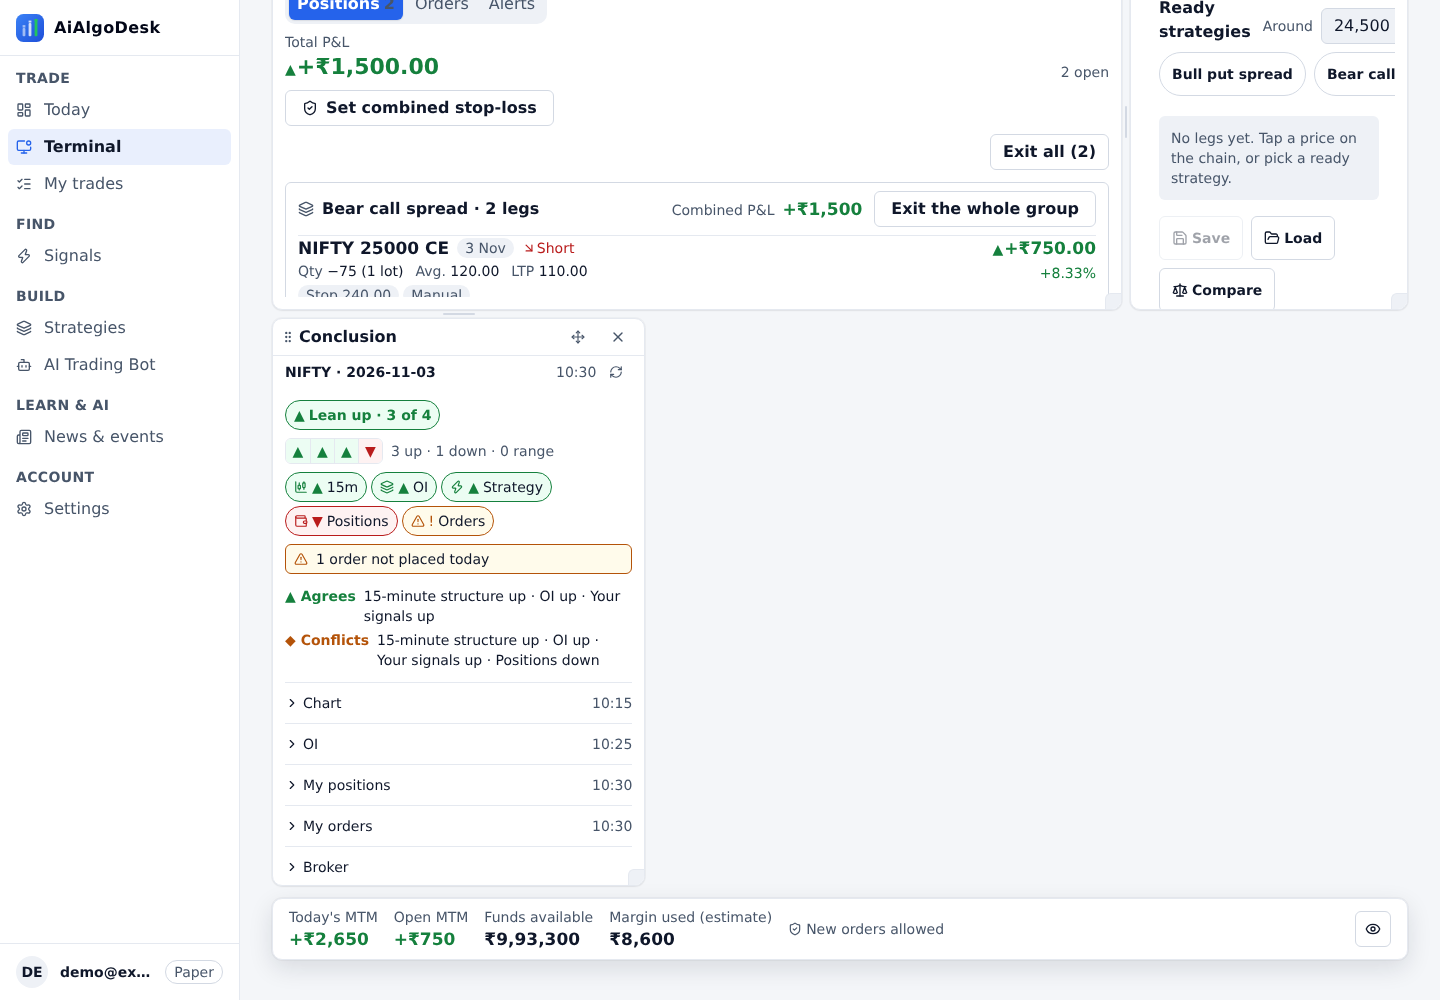 AiAlgoDesk
TRADE
Today
Terminal
My trades
FIND
Signals
BUILD
Strategies
AI Trading Bot
LEARN & AI
News & events
ACCOUNT
Settings
DE demo@ex... Paper
Positions 2 Orders Alerts
Total P&L
▲+₹1,500.00
2 open
Set combined stop-loss
Exit all (2)
Bear call spread · 2 legs Combined P&L +₹1,500 Exit the whole group
NIFTY 25000 CE 3 Nov Short ▲+₹750.00
Qty −75 (1 lot) Avg. 120.00 LTP 110.00 +8.33%
Stop 240.00 Manual
Ready strategies Around 24,500
Bull put spread Bear call
No legs yet. Tap a price on
the chain, or pick a ready
strategy.
Save Load
Compare
Conclusion
NIFTY · 2026-11-03 10:30
▲ Lean up · 3 of 4
▲ ▲ ▲ ▼ 3 up · 1 down · 0 range
▲ 15m ▲ OI ▲ Strategy
▼ Positions ! Orders
1 order not placed today
▲ Agrees 15-minute structure up · OI up · Your
signals up
◆ Conflicts 15-minute structure up · OI up ·
Your signals up · Positions down
Chart 10:15
OI 10:25
My positions 10:30
My orders 10:30
Broker
Today's MTM Open MTM Funds available Margin used (estimate) New orders allowed
+₹2,650 +₹750 ₹9,93,300 ₹8,600